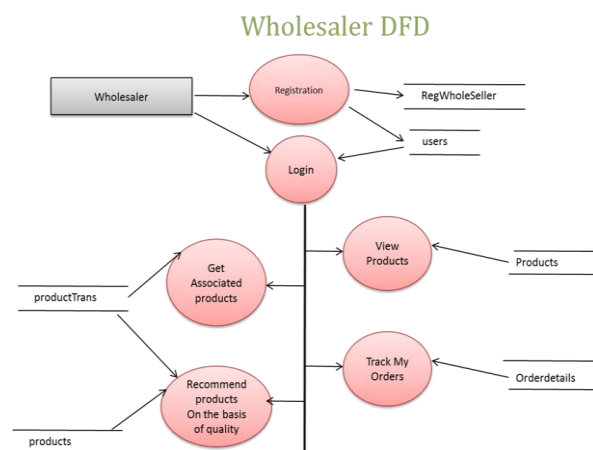 Wholesaler DFD
Wholesaler
Registration
RegWholeSeller
users
Login
View
Products
Products
Get
Associated
products
productTrans
Track My
Orders
Orderdetails
Recommend
products
On the basis
of quality
products